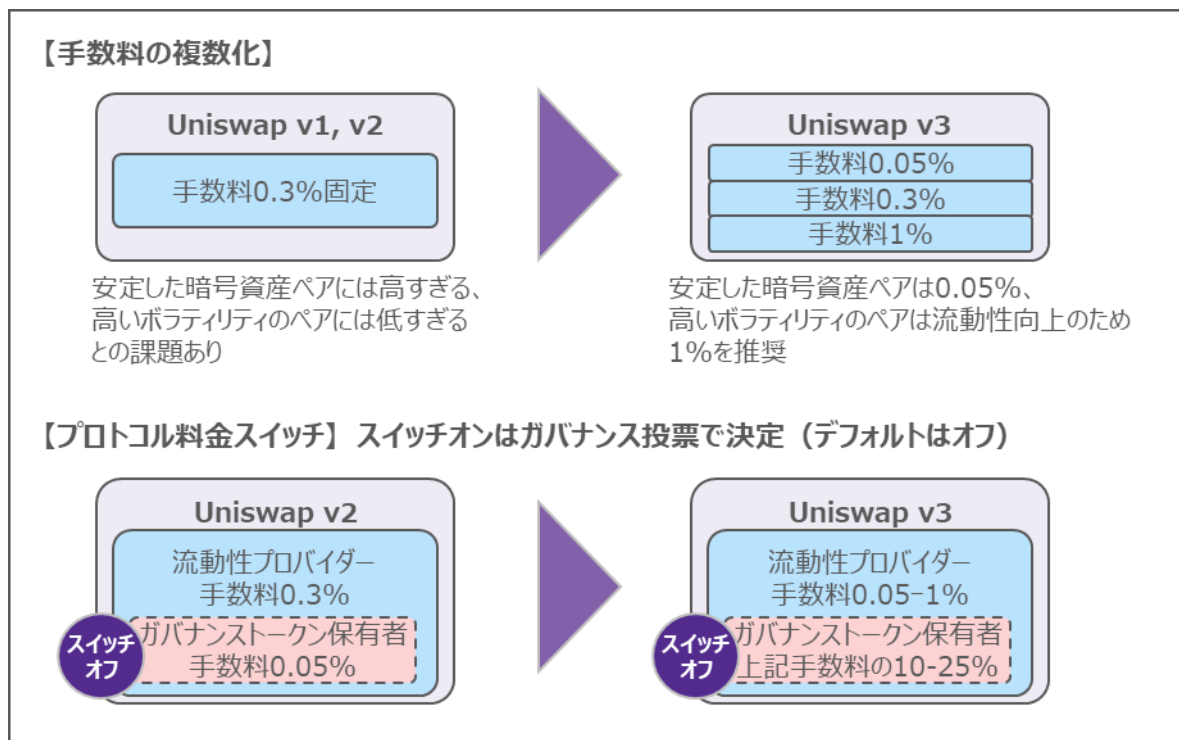 【手数料の複数化】
Uniswap v1, v2
手数料0.3%固定
安定した暗号資産ペアには高すぎる、
高いボラティリティのペアには低すぎる
との課題あり
Uniswap v3
手数料0.05%
手数料0.3%
手数料1%
安定した暗号資産ペアは0.05%、
高いボラティリティのペアは流動性向上のため
1%を推奨
【プロトコル料金スイッチ】スイッチオンはガバナンス投票で決定（デフォルトはオフ）
Uniswap v2
流動性プロバイダー
手数料0.3%
スイッチ
オフ
ガバナンストークン保有者
手数料0.05%
Uniswap v3
流動性プロバイダー
手数料0.05-1%
スイッチ
オフ
ガバナンストークン保有者
上記手数料の10-25%